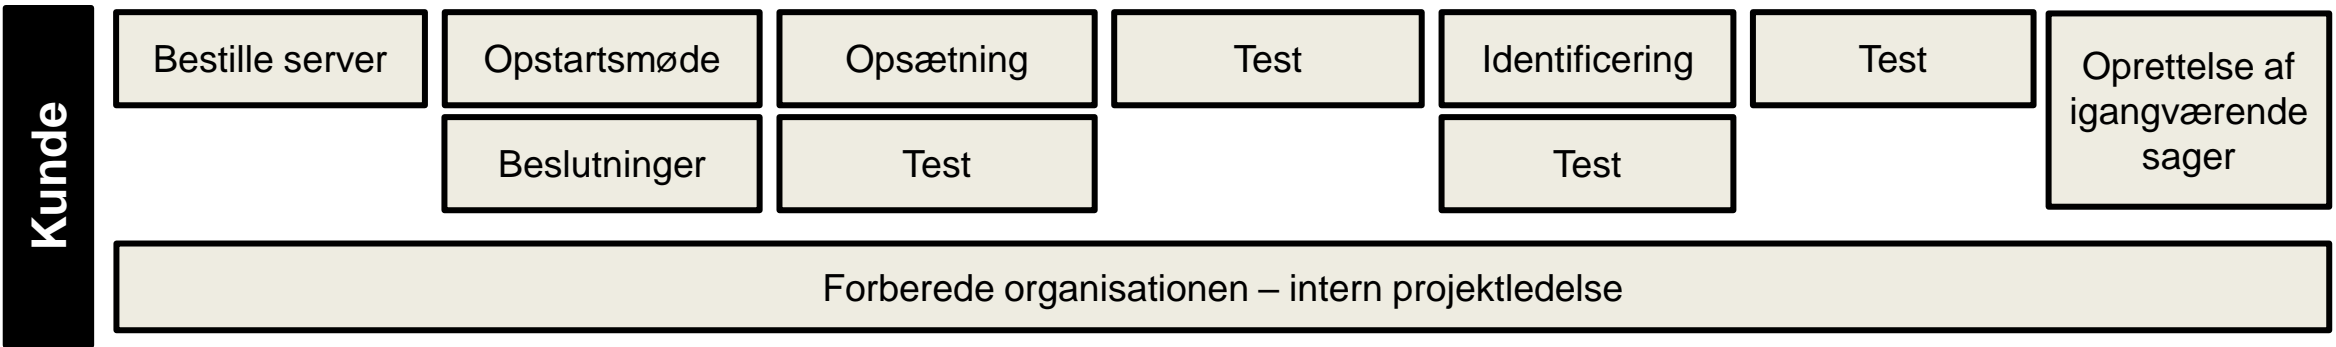 Kunde
Bestille server
Opstartsmøde
Opsætning
Test
Identificering
Test
Oprettelse af
igangværende
sager
Beslutninger
Test
Test
Forberede organisationen – intern projektledelse